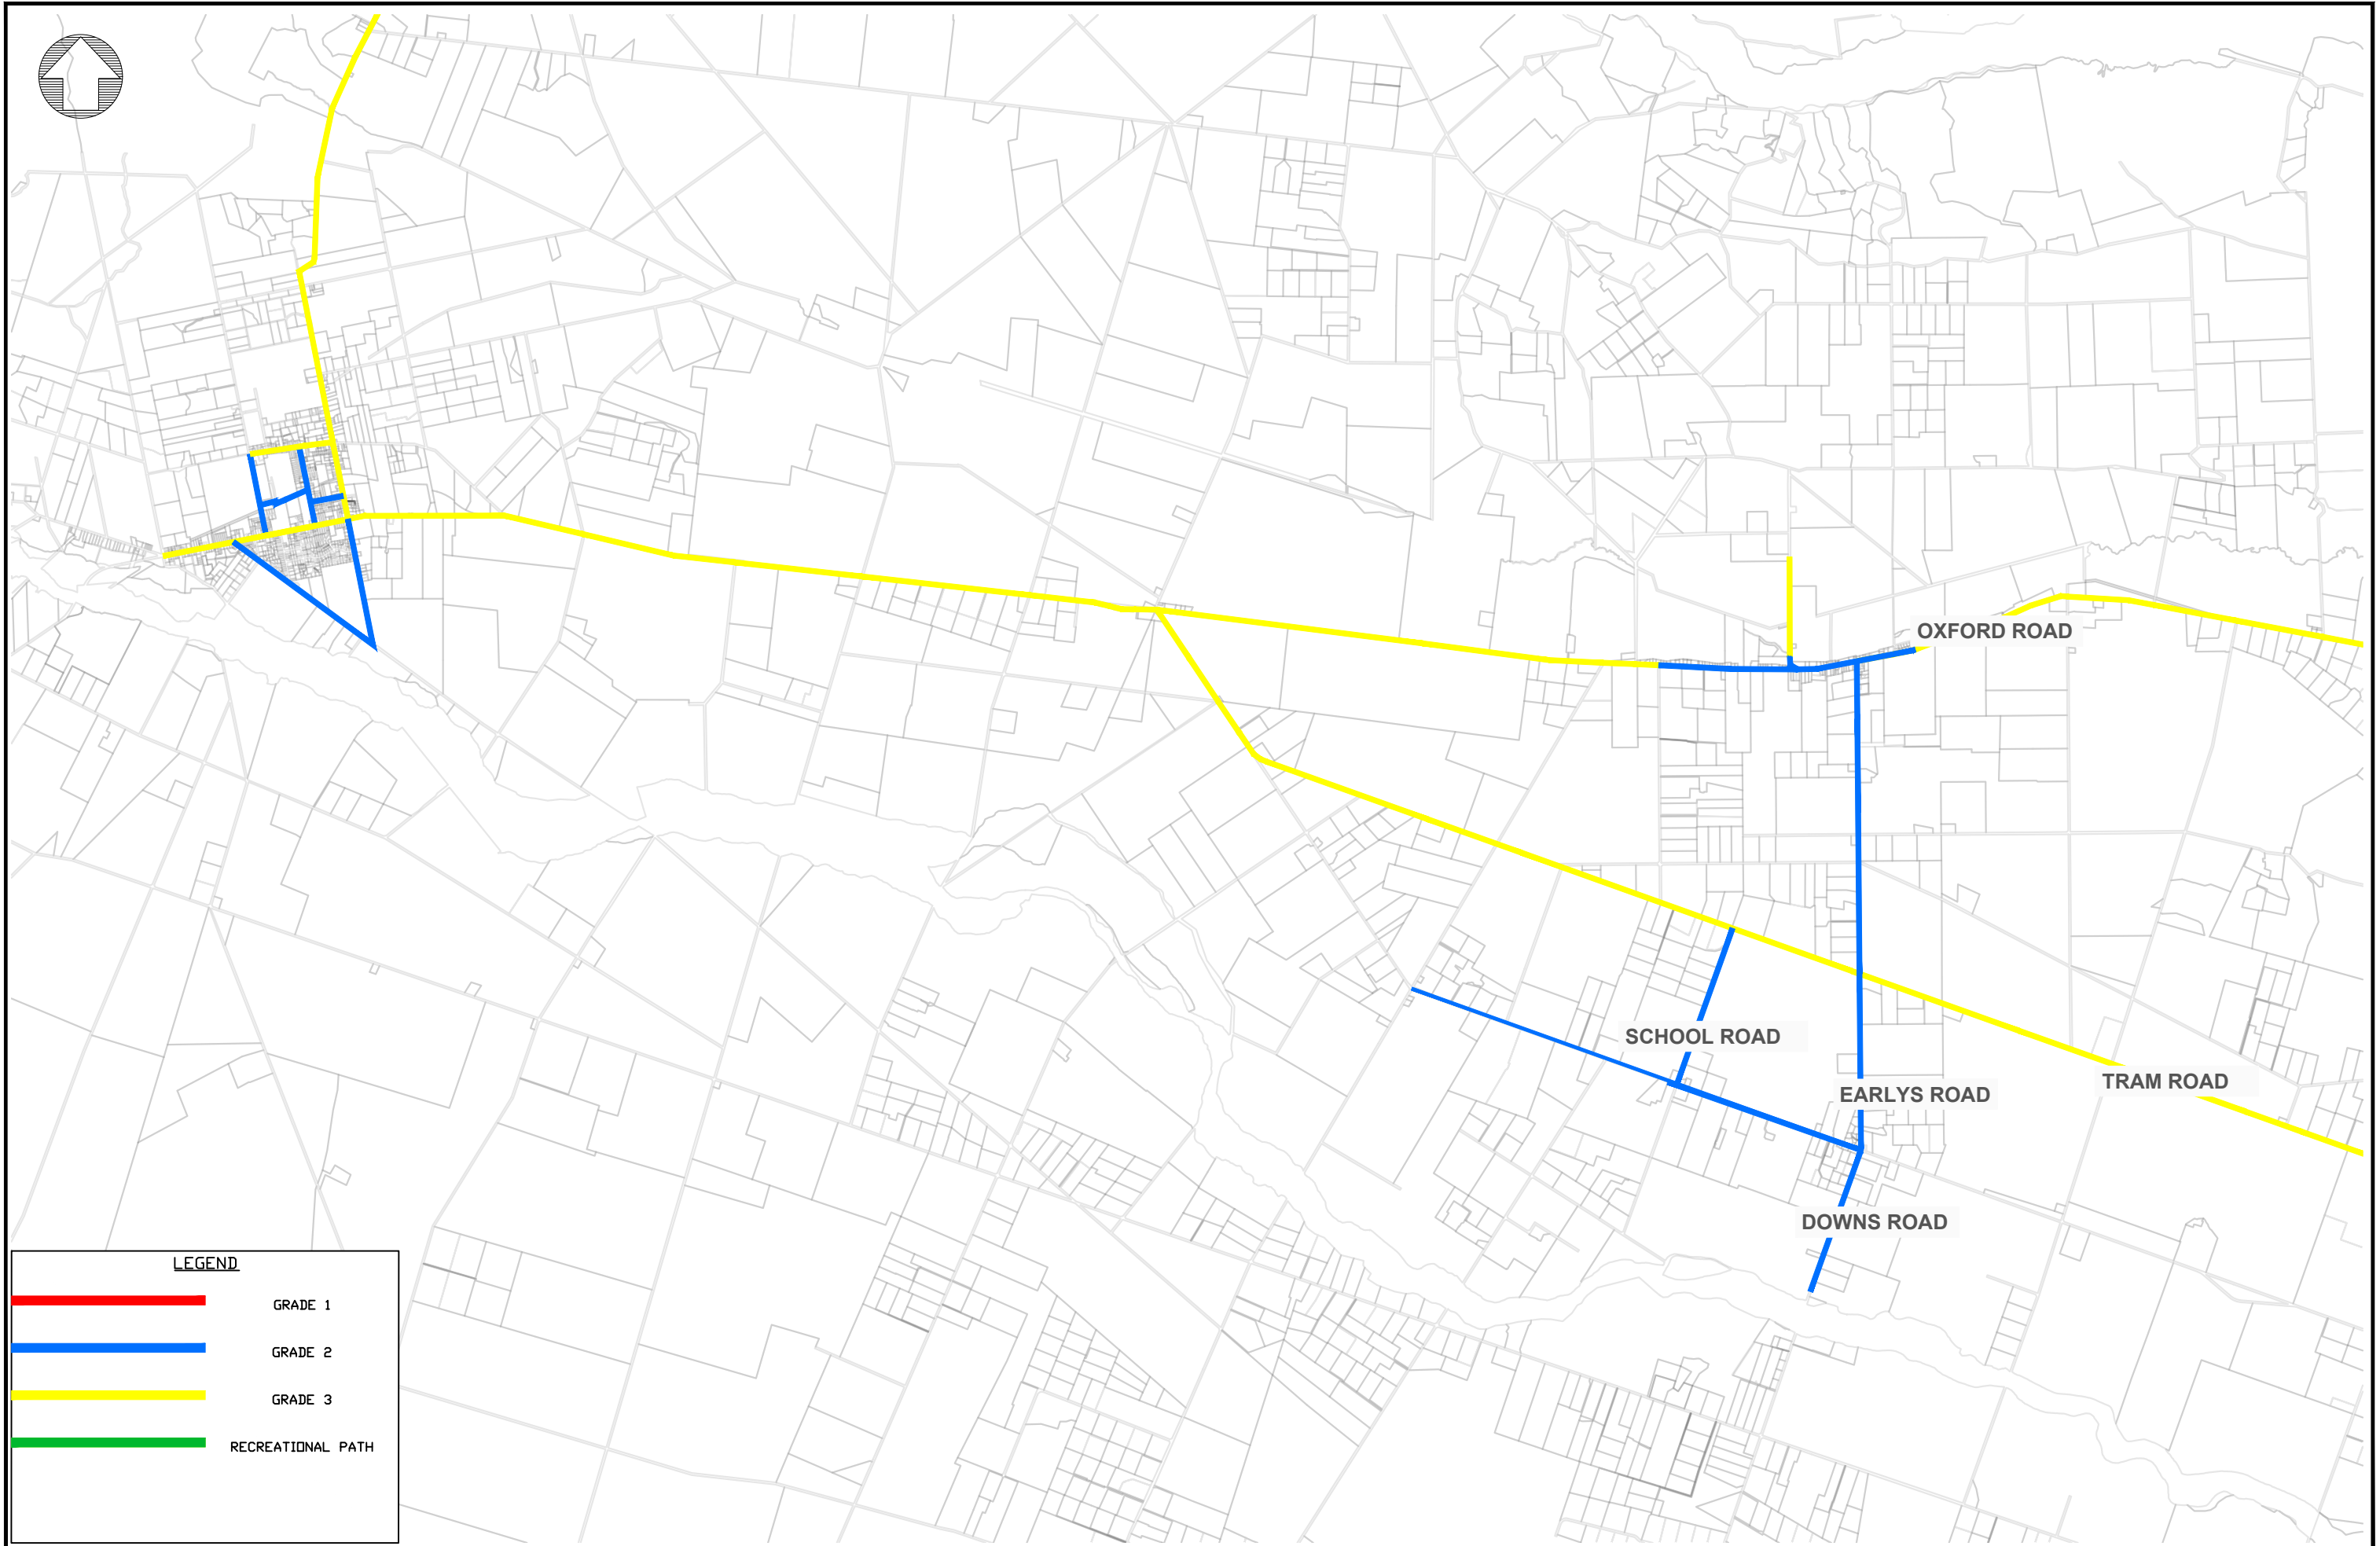 OXFORD ROAD
SCHOOL ROAD
TRAM ROAD
EARLYS ROAD
DOWNS ROAD
LEGEND
GRADE 1
GRADE 2
GRADE 3
RECREATIONAL PATH